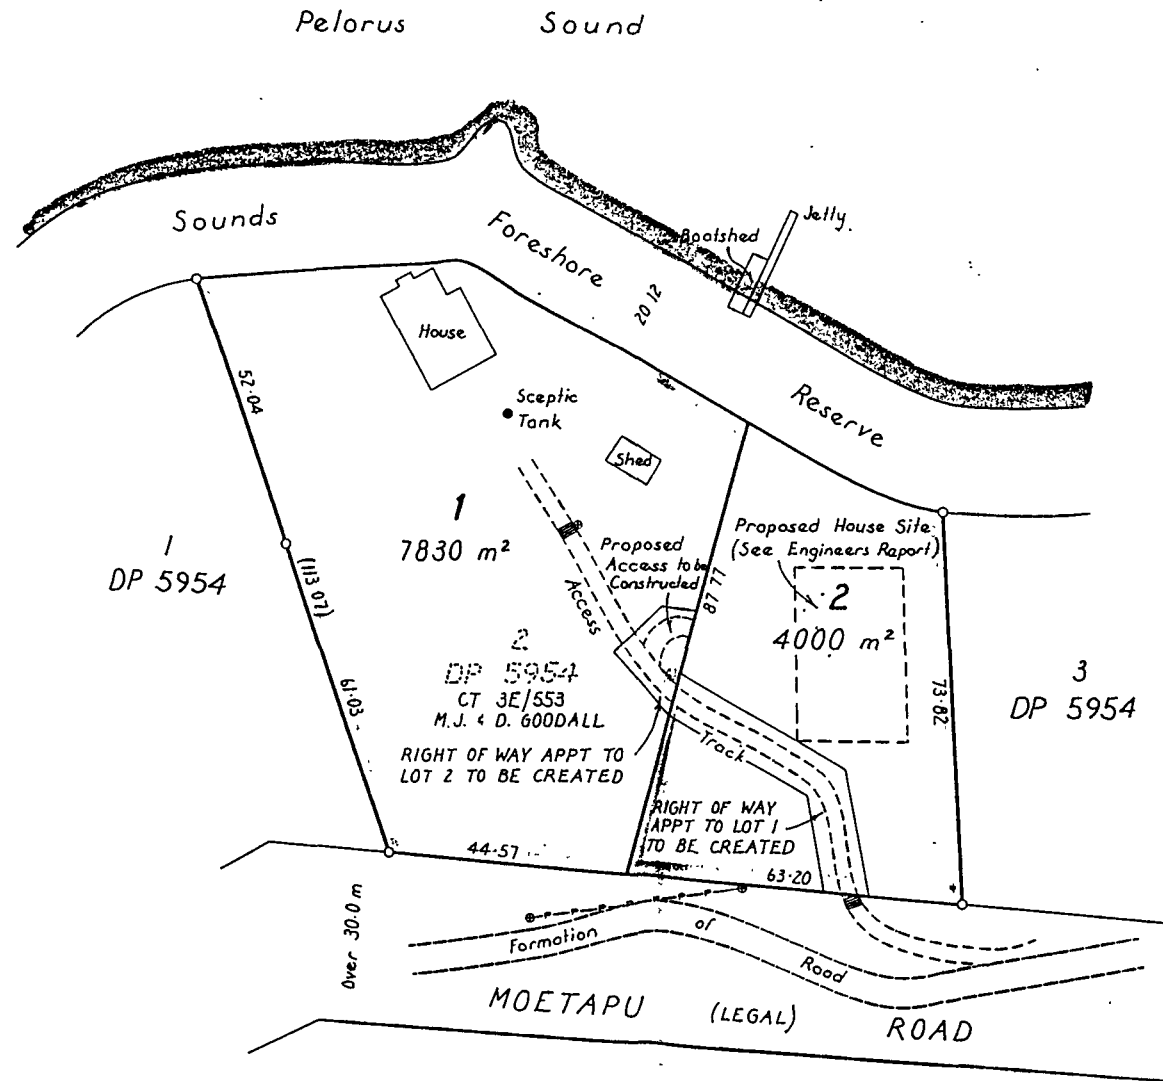 Pelorus Sound
Sounds Foreshore Reserve
Boatshed
Jetty
20·12
House
52·04
Sceptic
Tank
Shed
1
7830 m²
Proposed House Site
(See Engineers Raport)
Proposed
Access to be
Constructed
1
DP 5954
(113·07)
Access
87·77
2
4000 m²
2
DP 5954
CT 3E/553
M.J. & D. GOODALL
61·03
73·82
3
DP 5954
RIGHT OF WAY APPT TO
LOT 2 TO BE CREATED
Track
RIGHT OF WAY
APPT TO LOT 1
TO BE CREATED
44·57
63·20
Over 30·0 m
Formation of Road
MOETAPU (LEGAL) ROAD